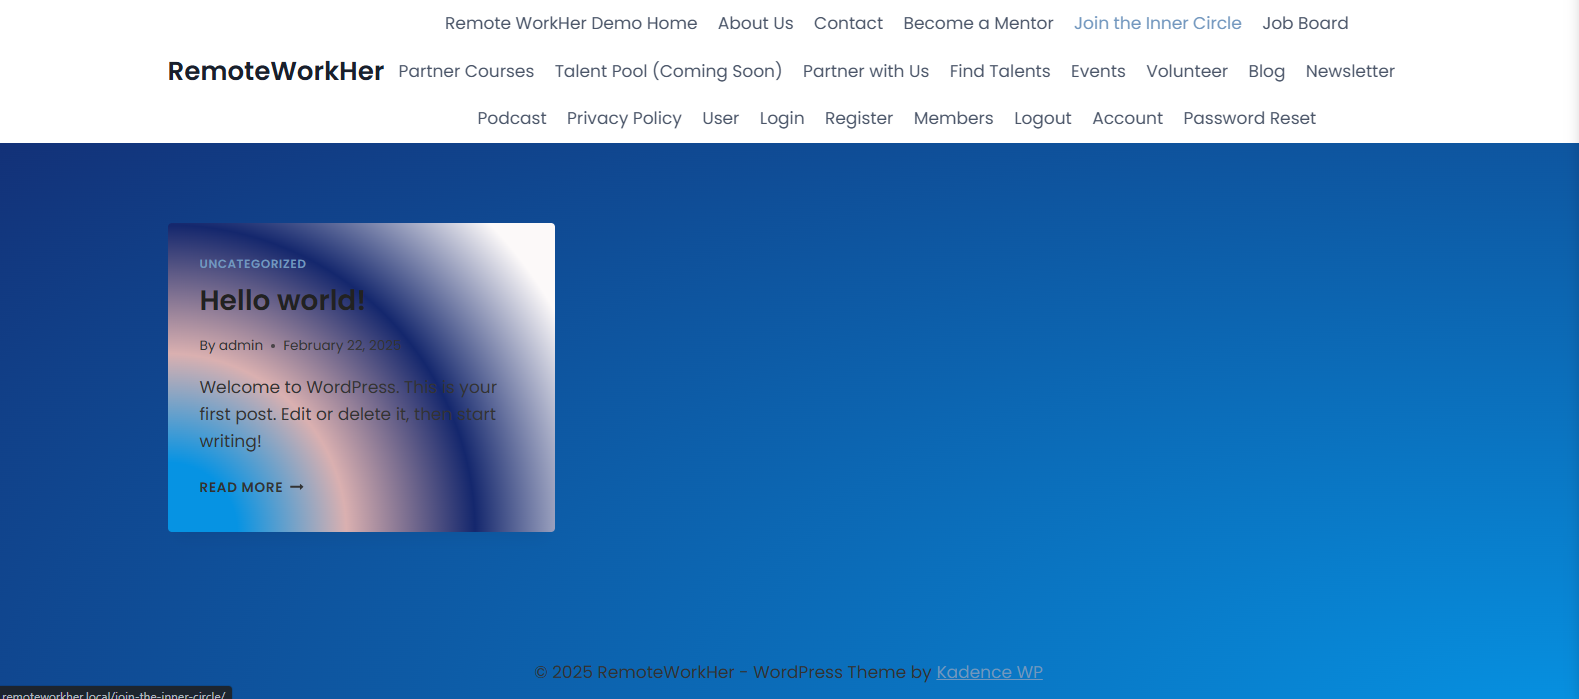 Remote WorkHer Demo Home About Us Contact Become a Mentor Join the Inner Circle Job Board
RemoteWorkHer Partner Courses Talent Pool (Coming Soon) Partner with Us Find Talents Events Volunteer Blog Newsletter
Podcast Privacy Policy User Login Register Members Logout Account Password Reset
UNCATEGORIZED
Hello world!
By admin • February 22, 2025
Welcome to WordPress. This is your
first post. Edit or delete it, then start
writing!
READ MORE →
© 2025 RemoteWorkHer - WordPress Theme by Kadence WP
remoteworkher.local/join-the-inner-circle/